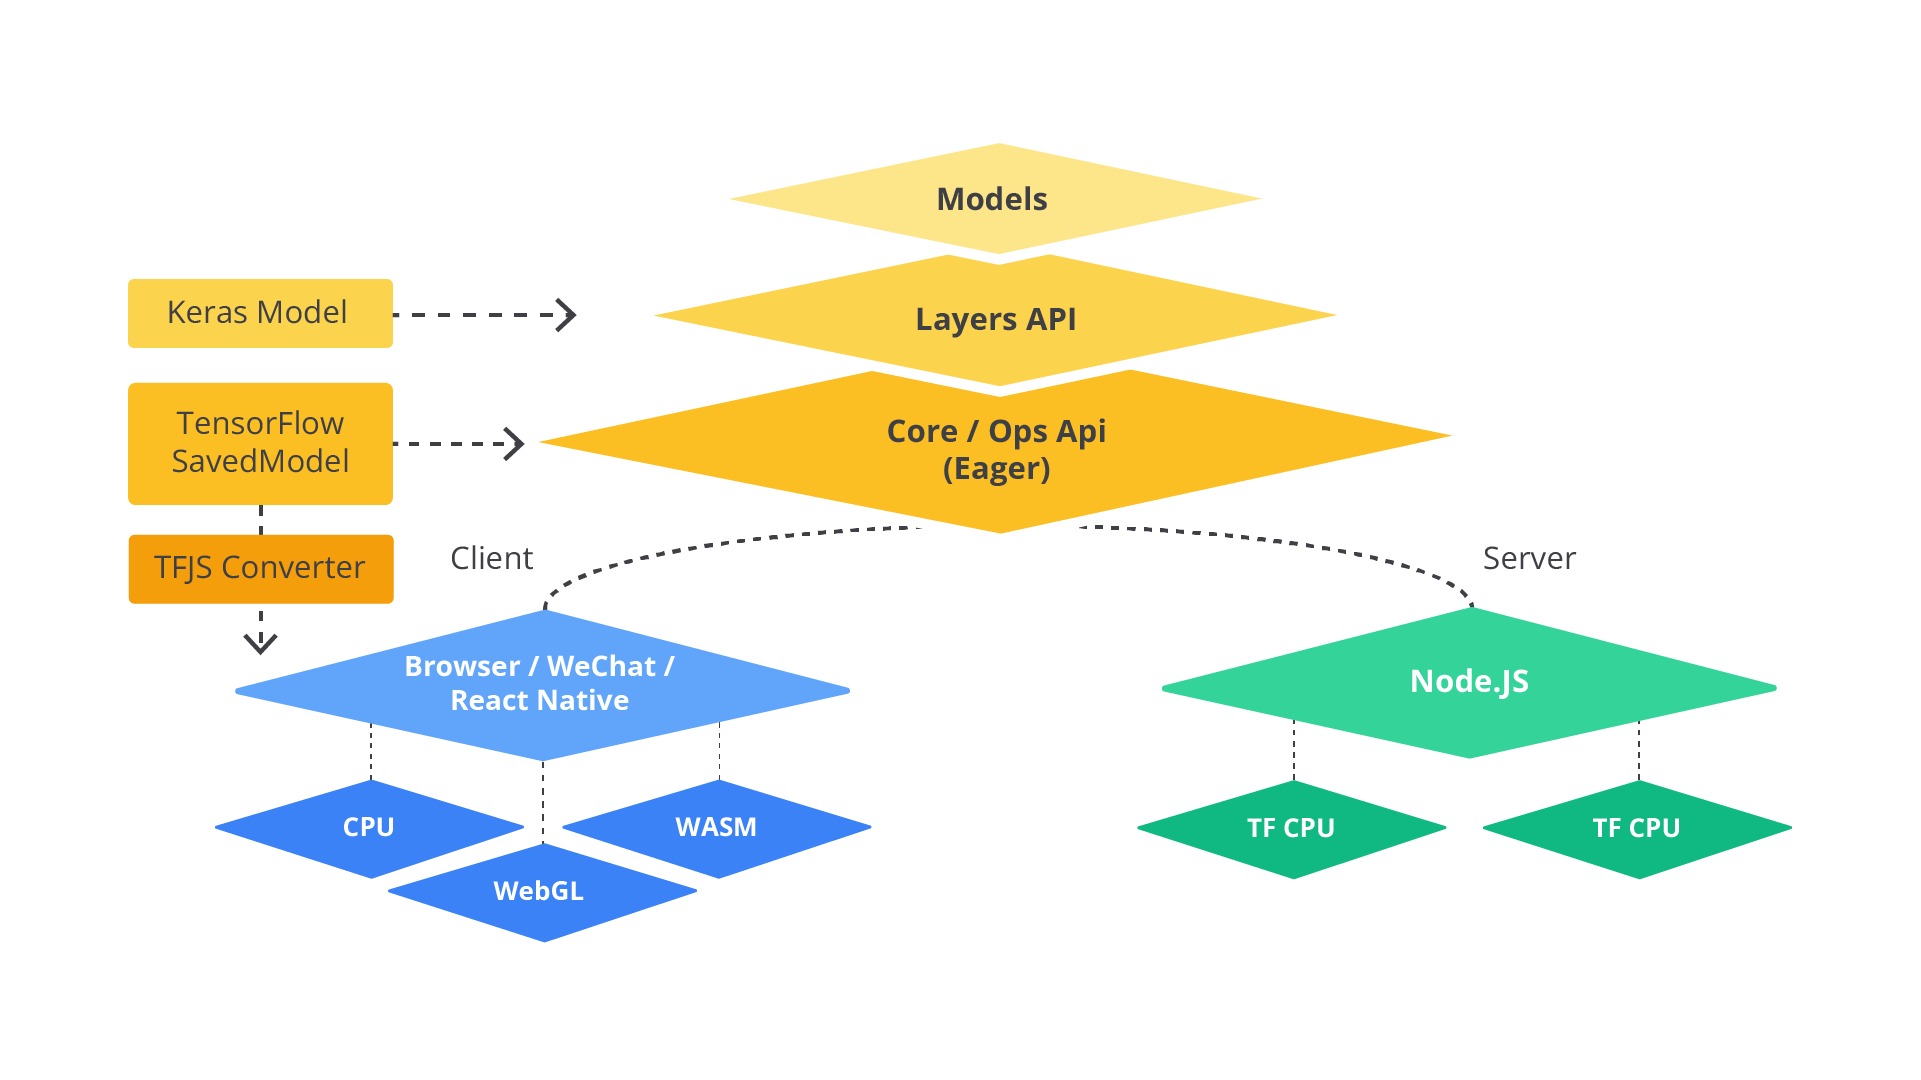 Models
Keras Model
Layers API
TensorFlow
SavedModel
Core / Ops Api
(Eager)
TFJS Converter
Client
Server
Browser / WeChat /
React Native
Node.JS
CPU
WASM
WebGL
TF CPU
TF CPU